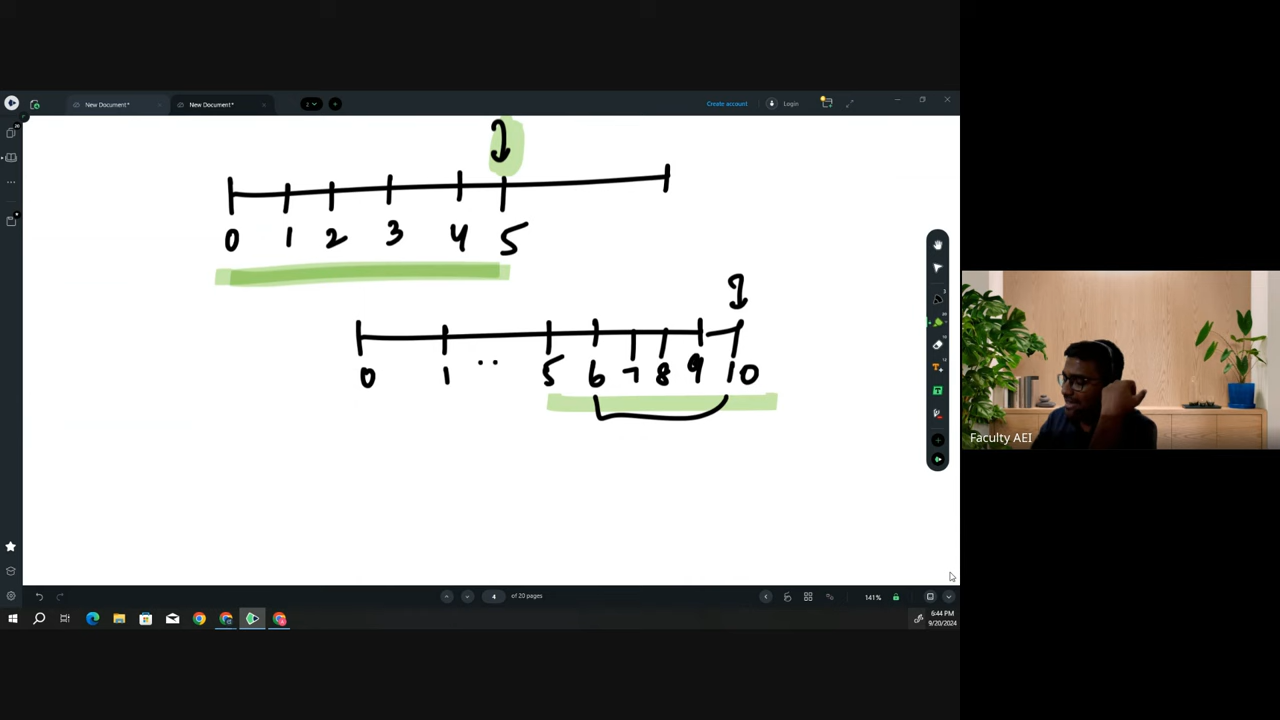 New Document*
New Document*
2
Create account
Login
0 1 2 3 4 5
0 1 .. 5 6 7 8 9 10
Faculty AEI
4 of 20 pages
141%
6:44 PM
9/20/2024